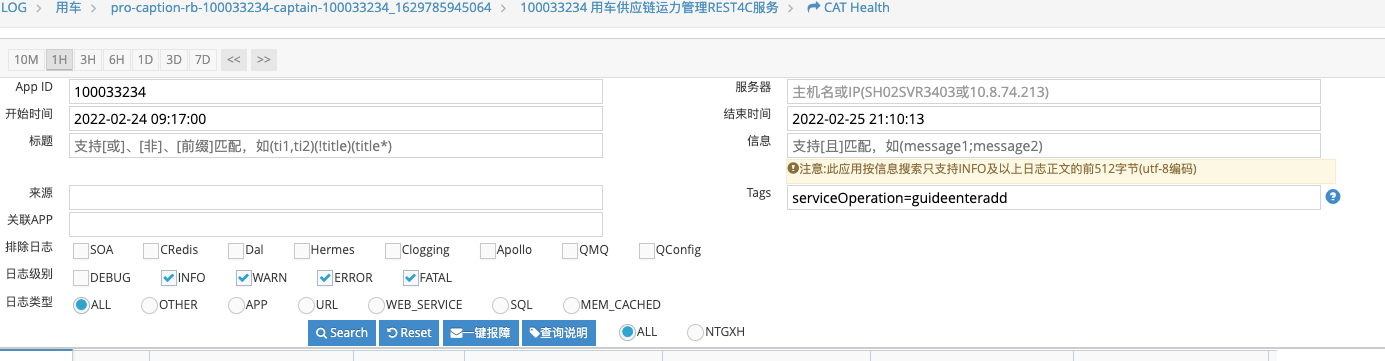 LOG > 用车 > pro-caption-rb-100033234-captain-100033234_1629785945064 > 100033234 用车供应链运力管理REST4C服务 > CAT Health
10M 1H 3H 6H 1D 3D 7D << >>
App ID 100033234 服务器 主机名或IP(SH02SVR3403或10.8.74.213)
开始时间 2022-02-24 09:17:00 结束时间 2022-02-25 21:10:13
标题 支持[或]、[非]、[前缀]匹配，如(ti1,ti2)(!title)(title*) 信息 支持[且]匹配，如(message1;message2)
注意:此应用按信息搜索只支持INFO及以上日志正文的前512字节(utf-8编码)
来源 Tags serviceOperation=guideenteradd ?
关联APP
排除日志 SOA CRedis Dal Hermes Clogging Apollo QMQ QConfig
日志级别 DEBUG INFO WARN ERROR FATAL
日志类型 ALL OTHER APP URL WEB_SERVICE SQL MEM_CACHED
Search Reset 一键报障 查询说明 ALL NTGXH